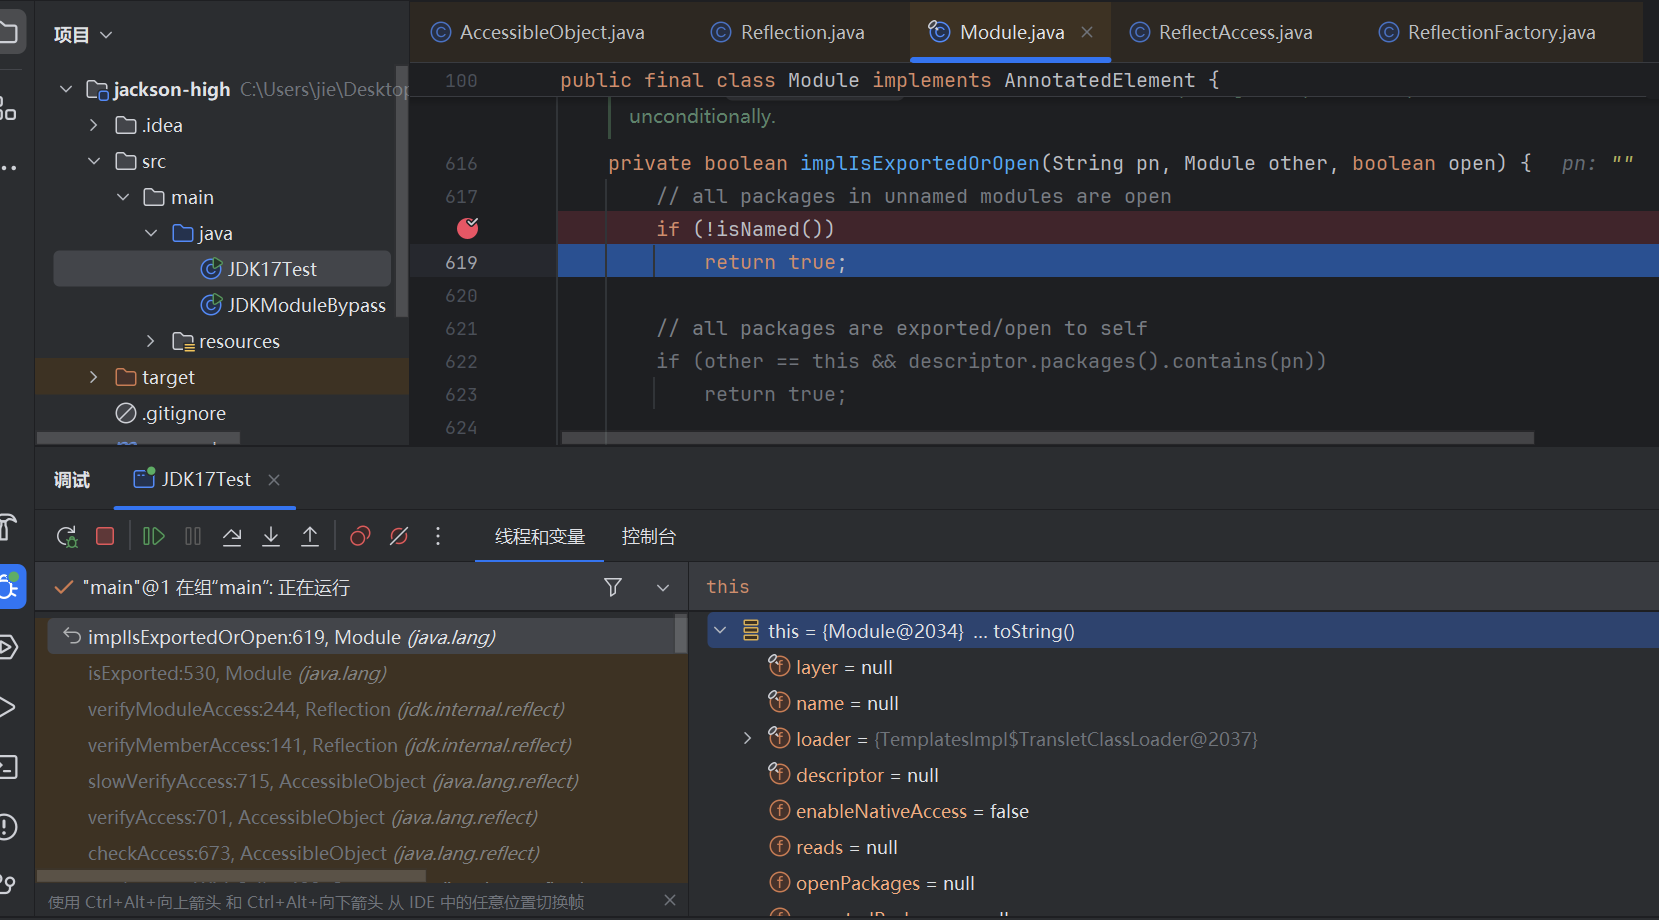 项目
AccessibleObject.java
Reflection.java
Module.java
ReflectAccess.java
ReflectionFactory.java
jackson-high C:\Users\jie\Desktop
.idea
src
main
java
JDK17Test
JDKModuleBypass
resources
target
.gitignore
100 public final class Module implements AnnotatedElement {
unconditionally.
616 private boolean implIsExportedOrOpen(String pn, Module other, boolean open) { pn: ""
617 // all packages in unnamed modules are open
if (!isNamed())
619 return true;
620
621 // all packages are exported/open to self
622 if (other == this && descriptor.packages().contains(pn))
623 return true;
624
调试
JDK17Test
线程和变量
控制台
"main"@1 在组“main”: 正在运行
implIsExportedOrOpen:619, Module (java.lang)
isExported:530, Module (java.lang)
verifyModuleAccess:244, Reflection (jdk.internal.reflect)
verifyMemberAccess:141, Reflection (jdk.internal.reflect)
slowVerifyAccess:715, AccessibleObject (java.lang.reflect)
verifyAccess:701, AccessibleObject (java.lang.reflect)
checkAccess:673, AccessibleObject (java.lang.reflect)
使用 Ctrl+Alt+向上箭头 和 Ctrl+Alt+向下箭头 从 IDE 中的任意位置切换帧
this
this = {Module@2034} ... toString()
layer = null
name = null
loader = {TemplatesImpl$TransletClassLoader@2037}
descriptor = null
enableNativeAccess = false
reads = null
openPackages = null